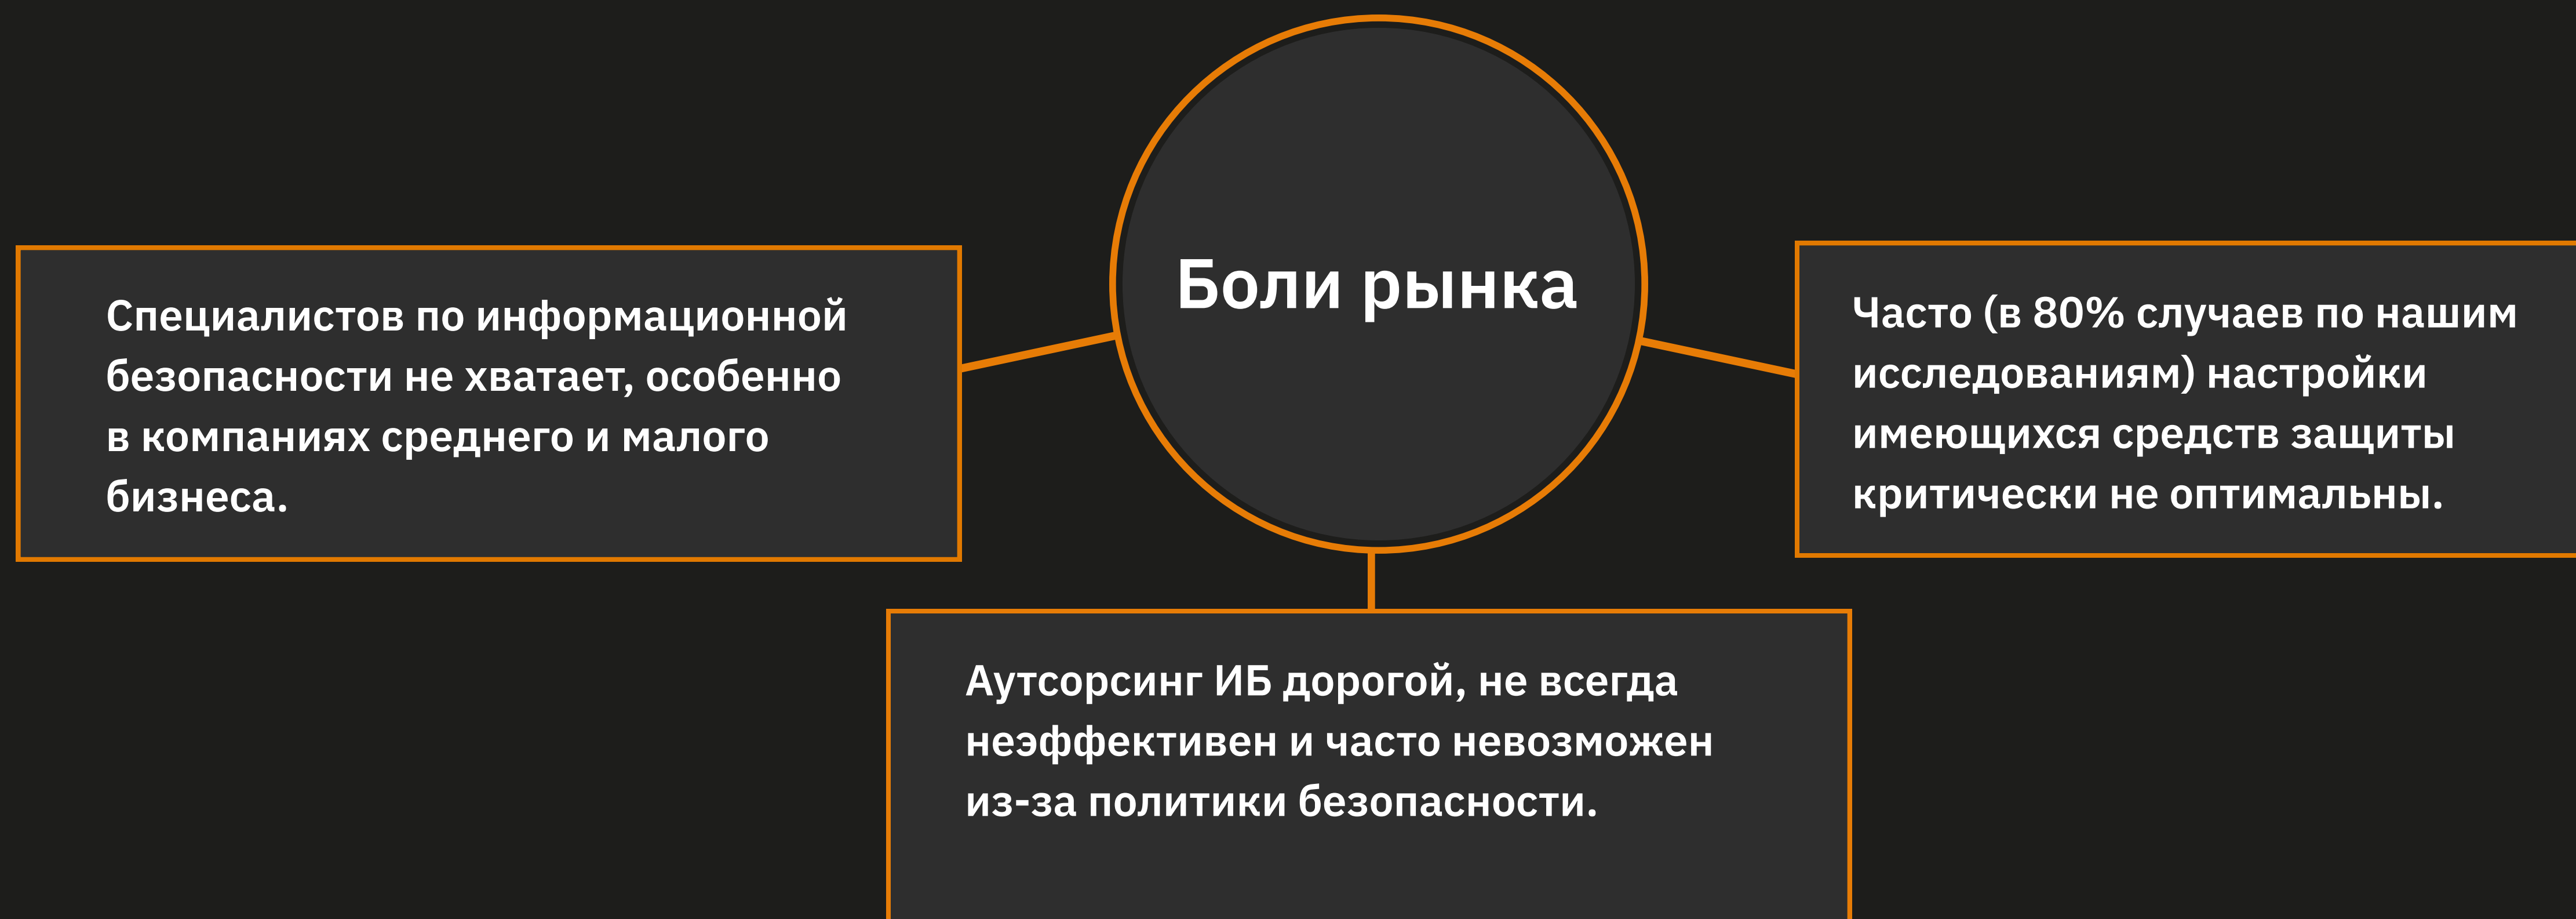 Боли рынка
Специалистов по информационной
безопасности не хватает, особенно
в компаниях среднего и малого
бизнеса.
Часто (в 80% случаев по нашим
исследованиям) настройки
имеющихся средств защиты
критически не оптимальны.
Аутсорсинг ИБ дорогой, не всегда
неэффективен и часто невозможен
из-за политики безопасности.